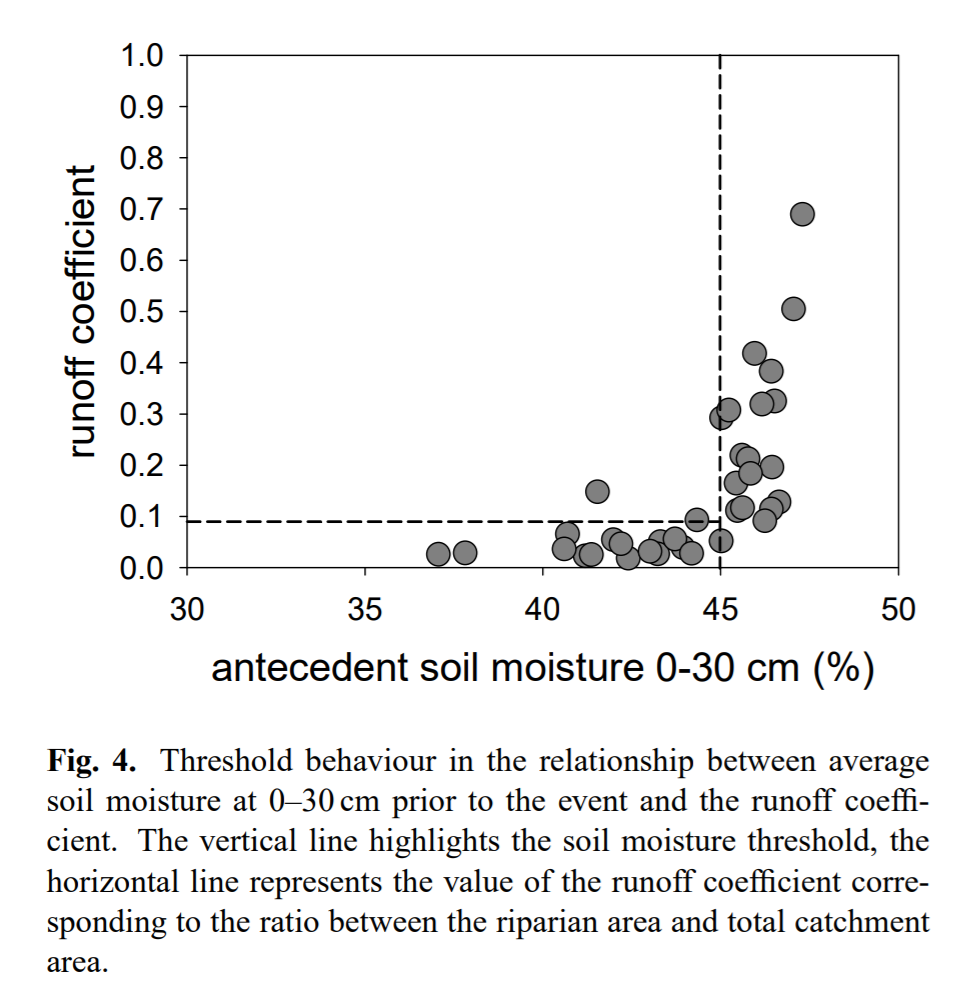 1.0
0.9
0.8
0.7
0.6
0.5
0.4
0.3
0.2
0.1
0.0
runoff coefficient
30 35 40 45 50
antecedent soil moisture 0-30 cm (%)
Fig. 4. Threshold behaviour in the relationship between average
soil moisture at 0–30 cm prior to the event and the runoff coeffi-
cient. The vertical line highlights the soil moisture threshold, the
horizontal line represents the value of the runoff coefficient corre-
sponding to the ratio between the riparian area and total catchment
area.